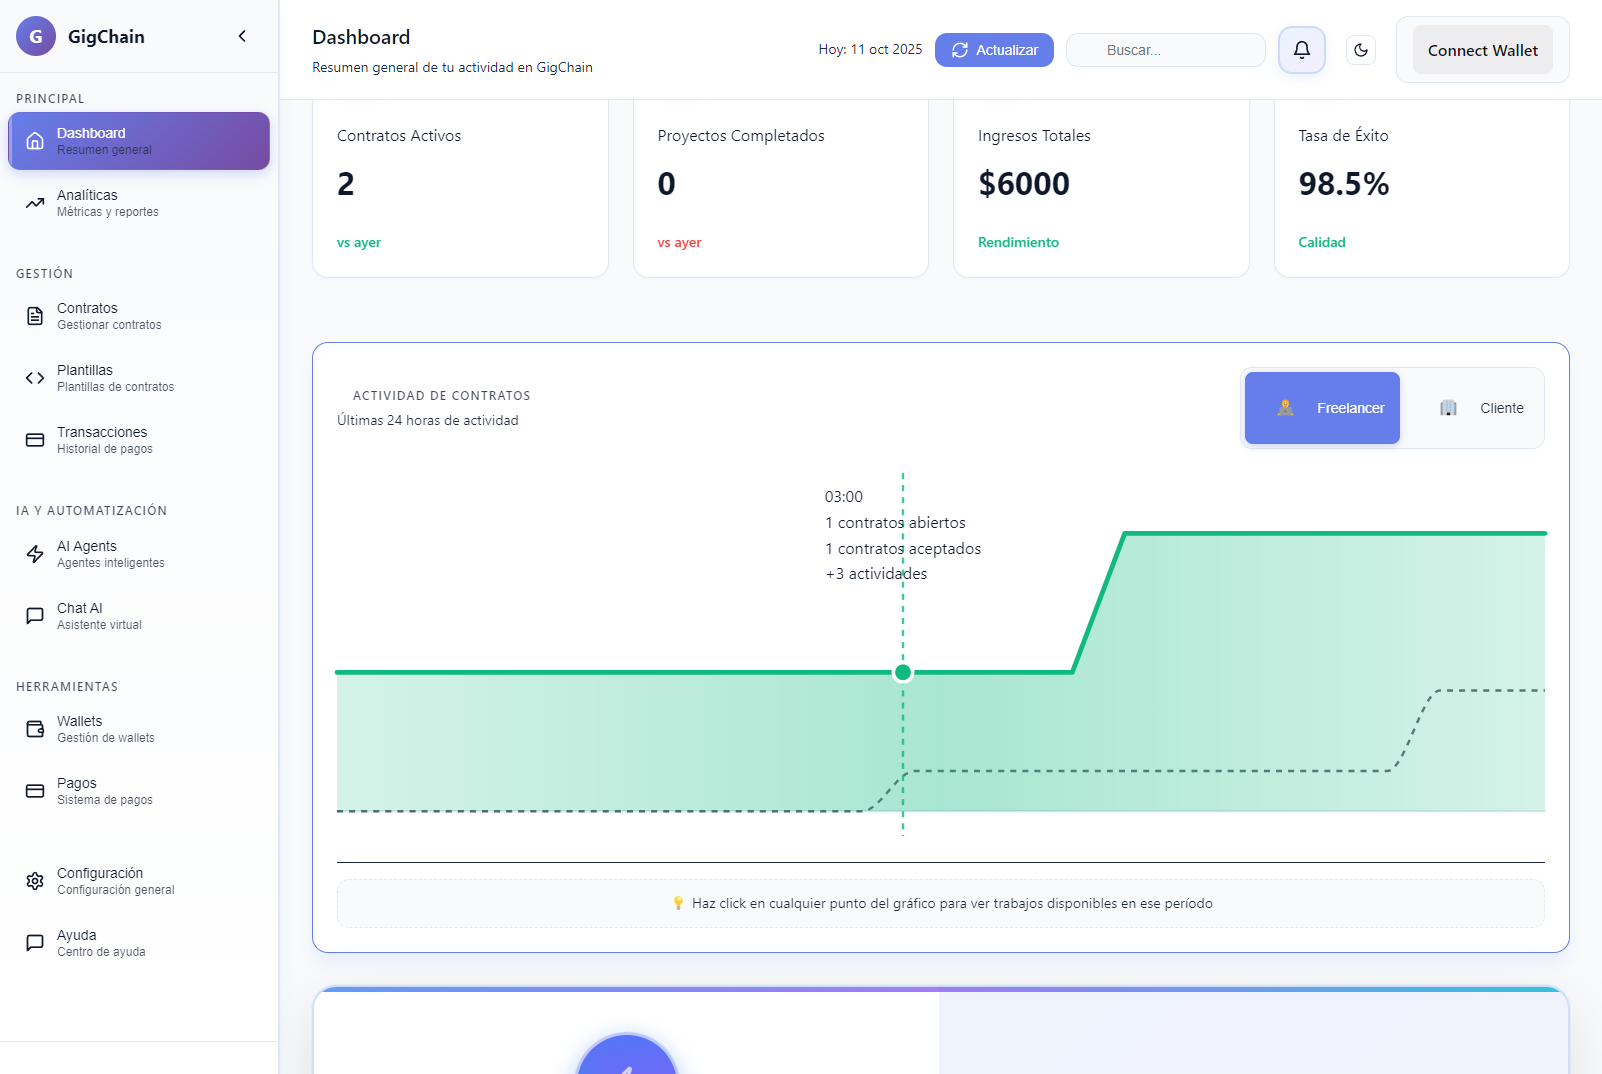 G
GigChain
PRINCIPAL
Dashboard
Resumen general
Analíticas
Métricas y reportes
GESTIÓN
Contratos
Gestionar contratos
Plantillas
Plantillas de contratos
Transacciones
Historial de pagos
IA Y AUTOMATIZACIÓN
AI Agents
Agentes inteligentes
Chat AI
Asistente virtual
HERRAMIENTAS
Wallets
Gestión de wallets
Pagos
Sistema de pagos
Configuración
Configuración general
Ayuda
Centro de ayuda
Dashboard
Resumen general de tu actividad en GigChain
Hoy: 11 oct 2025
Actualizar
Buscar...
Connect Wallet
Contratos Activos
2
vs ayer
Proyectos Completados
0
vs ayer
Ingresos Totales
$6000
Rendimiento
Tasa de Éxito
98.5%
Calidad
ACTIVIDAD DE CONTRATOS
Últimas 24 horas de actividad
Freelancer
Cliente
03:00
1 contratos abiertos
1 contratos aceptados
+3 actividades
Haz click en cualquier punto del gráfico para ver trabajos disponibles en ese período